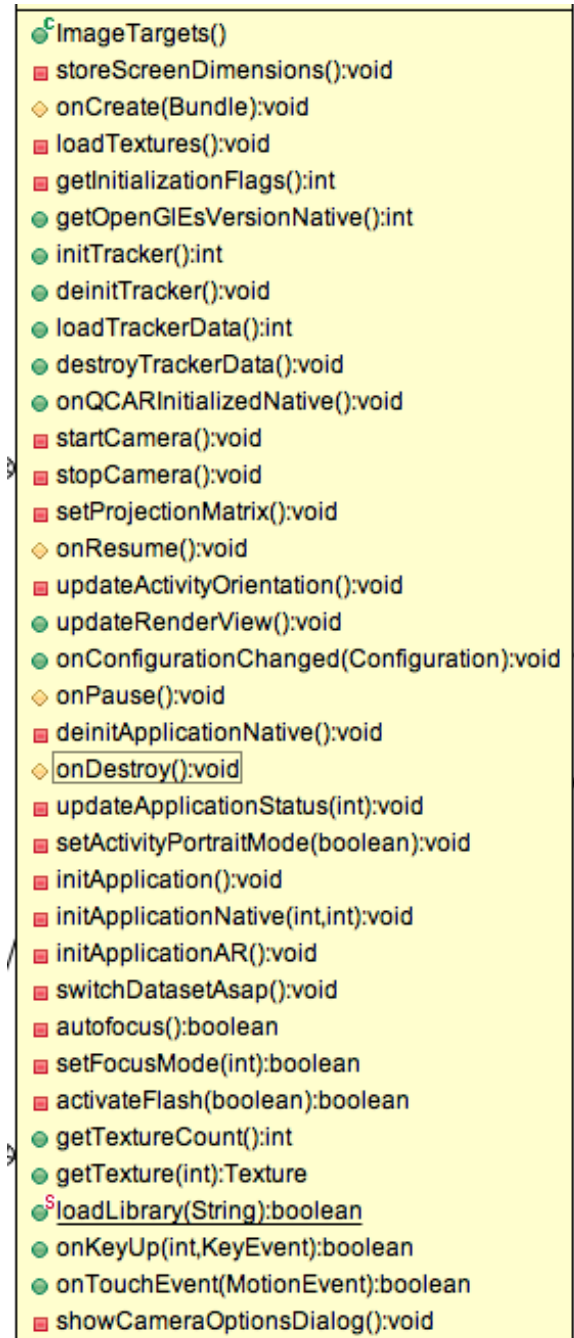 C ImageTargets()
storeScreenDimensions():void
onCreate(Bundle):void
loadTextures():void
getInitializationFlags():int
getOpenGlEsVersionNative():int
initTracker():int
deinitTracker():void
loadTrackerData():int
destroyTrackerData():void
onQCARInitializedNative():void
startCamera():void
stopCamera():void
setProjectionMatrix():void
onResume():void
updateActivityOrientation():void
updateRenderView():void
onConfigurationChanged(Configuration):void
onPause():void
deinitApplicationNative():void
onDestroy():void
updateApplicationStatus(int):void
setActivityPortraitMode(boolean):void
initApplication():void
initApplicationNative(int,int):void
initApplicationAR():void
switchDatasetAsap():void
autofocus():boolean
setFocusMode(int):boolean
activateFlash(boolean):boolean
getTextureCount():int
getTexture(int):Texture
S loadLibrary(String):boolean
onKeyUp(int,KeyEvent):boolean
onTouchEvent(MotionEvent):boolean
showCameraOptionsDialog():void